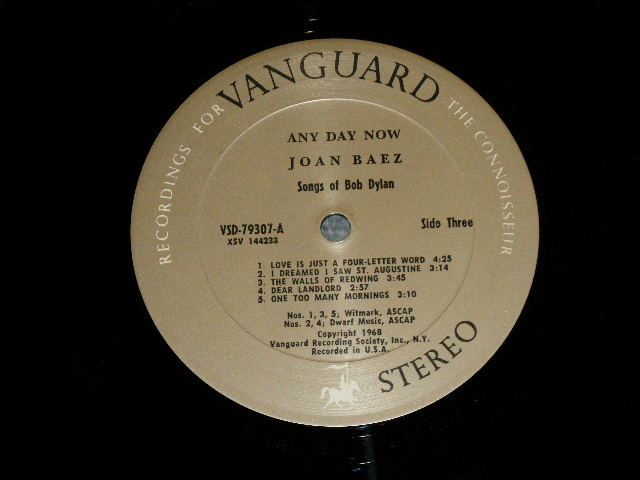 RECORDINGS FOR
VANGUARD
THE CONNOISSEUR
ANY DAY NOW
JOAN BAEZ
Songs of Bob Dylan
VSD-79307-A
XSV 144233
Side Three
1. LOVE IS JUST A FOUR-LETTER WORD 4:25
2. I DREAMED I SAW ST. AUGUSTINE 3:14
3. THE WALLS OF REDWING 3:45
4. DEAR LANDLORD 2:57
5. ONE TOO MANY MORNINGS 3:10
Nos. 1, 3, 5; Witmark, ASCAP
Nos. 2, 4; Dwarf Music, ASCAP
Copyright 1968
Vanguard Recording Society, Inc., N.Y.
Recorded in U.S.A.
STEREO